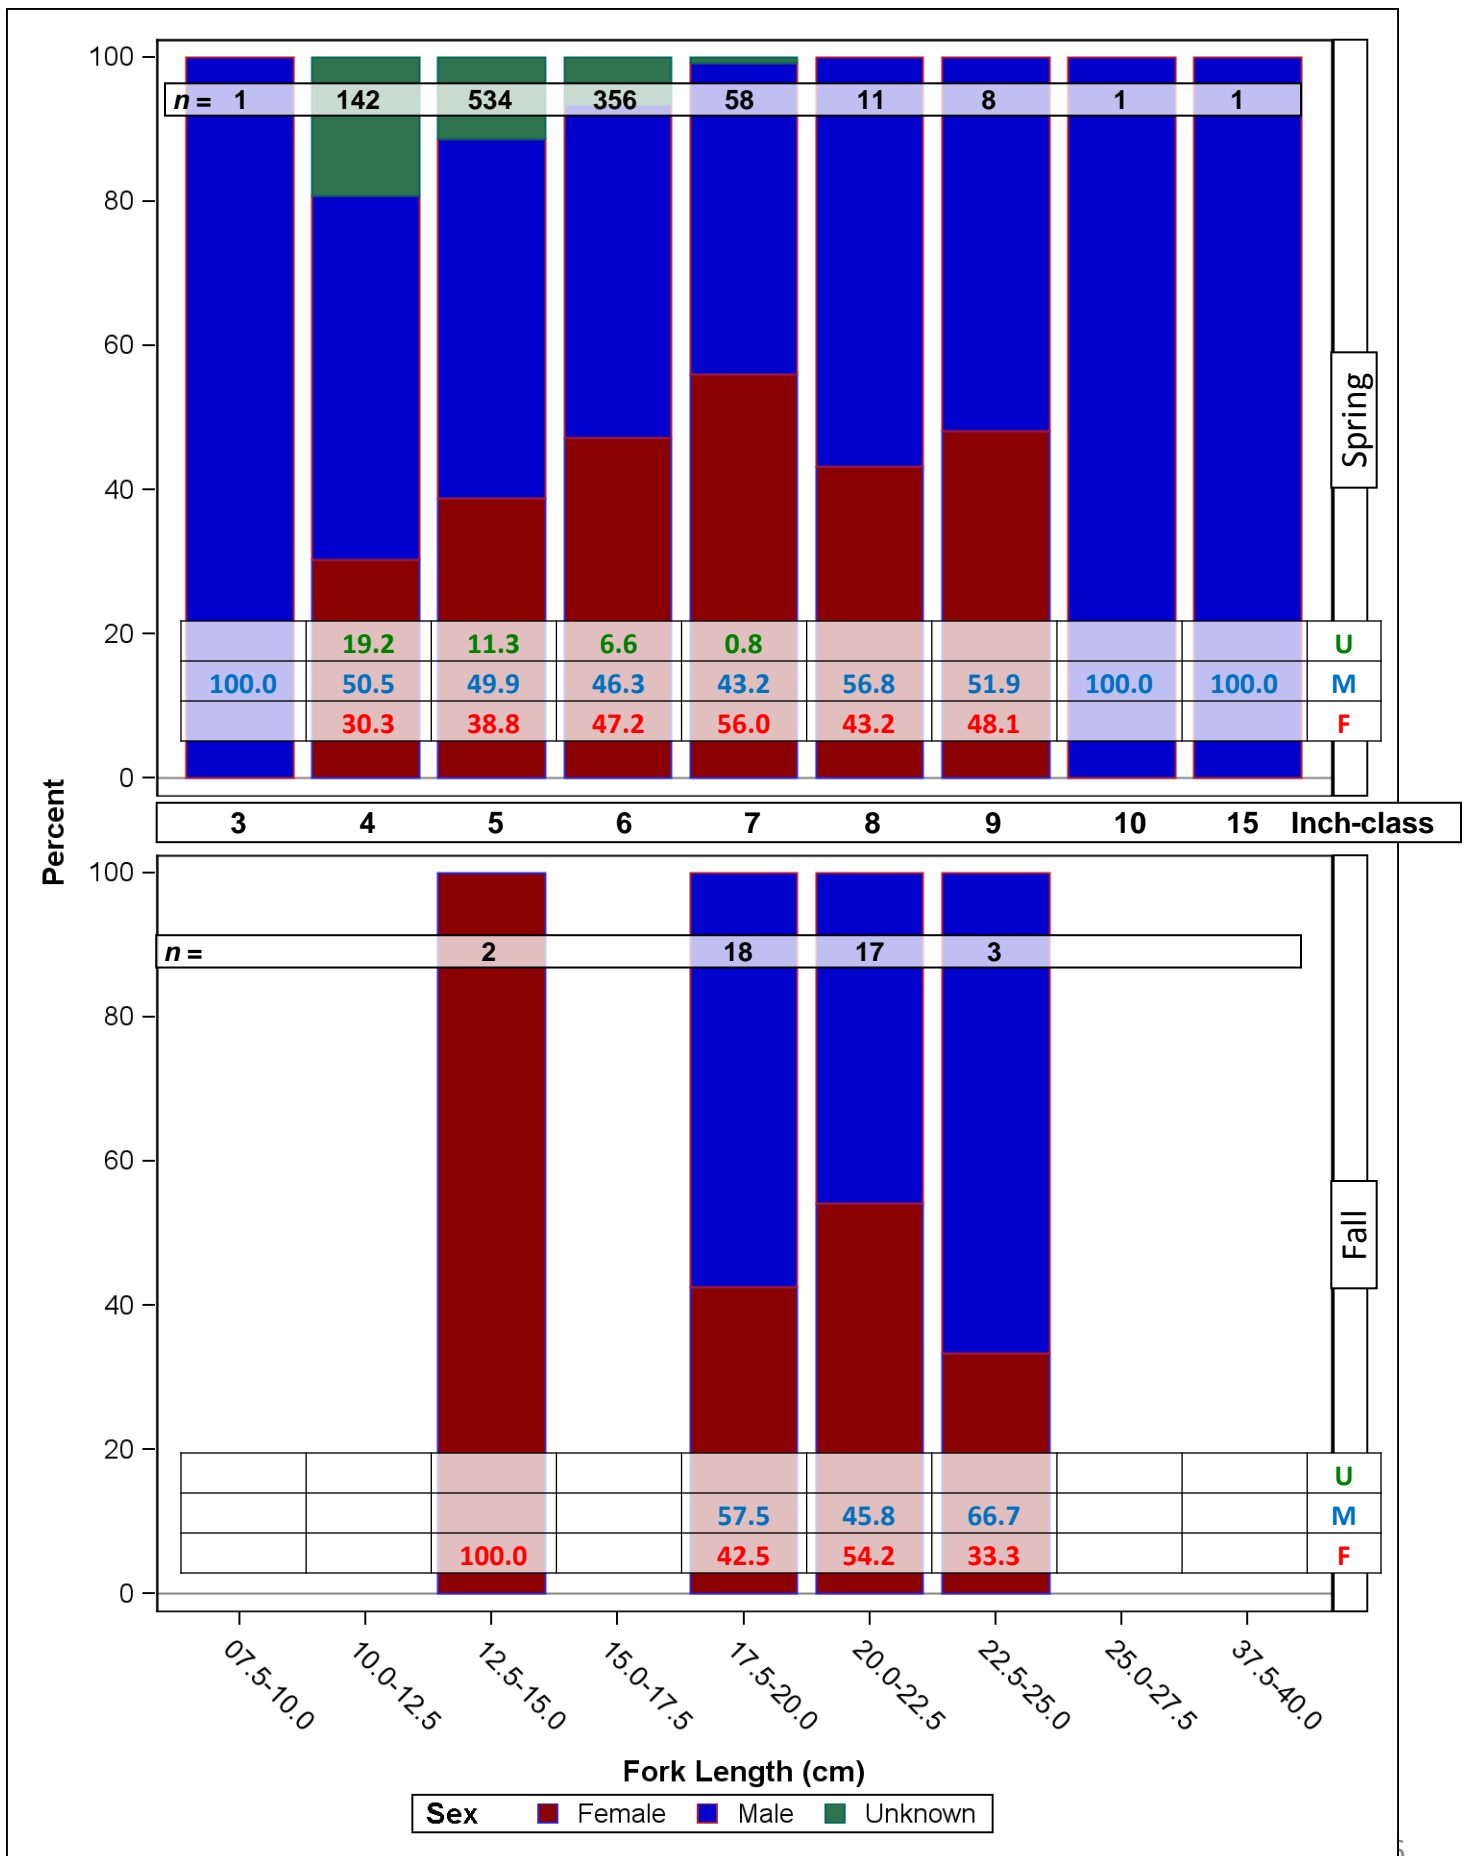 100
n = 1 142 534 356 58 11 8 1 1
80
60
Spring
40
20
19.2 11.3 6.6 0.8 U
100.0 50.5 49.9 46.3 43.2 56.8 51.9 100.0 100.0 M
30.3 38.8 47.2 56.0 43.2 48.1 F
0
Percent
3 4 5 6 7 8 9 10 15 Inch-class
100
n = 2 18 17 3
80
60
Fall
40
20
U
57.5 45.8 66.7 M
100.0 42.5 54.2 33.3 F
0
07.5-10.0 10.0-12.5 12.5-15.0 15.0-17.5 17.5-20.0 20.0-22.5 22.5-25.0 25.0-27.5 37.5-40.0
Fork Length (cm)
Sex Female Male Unknown